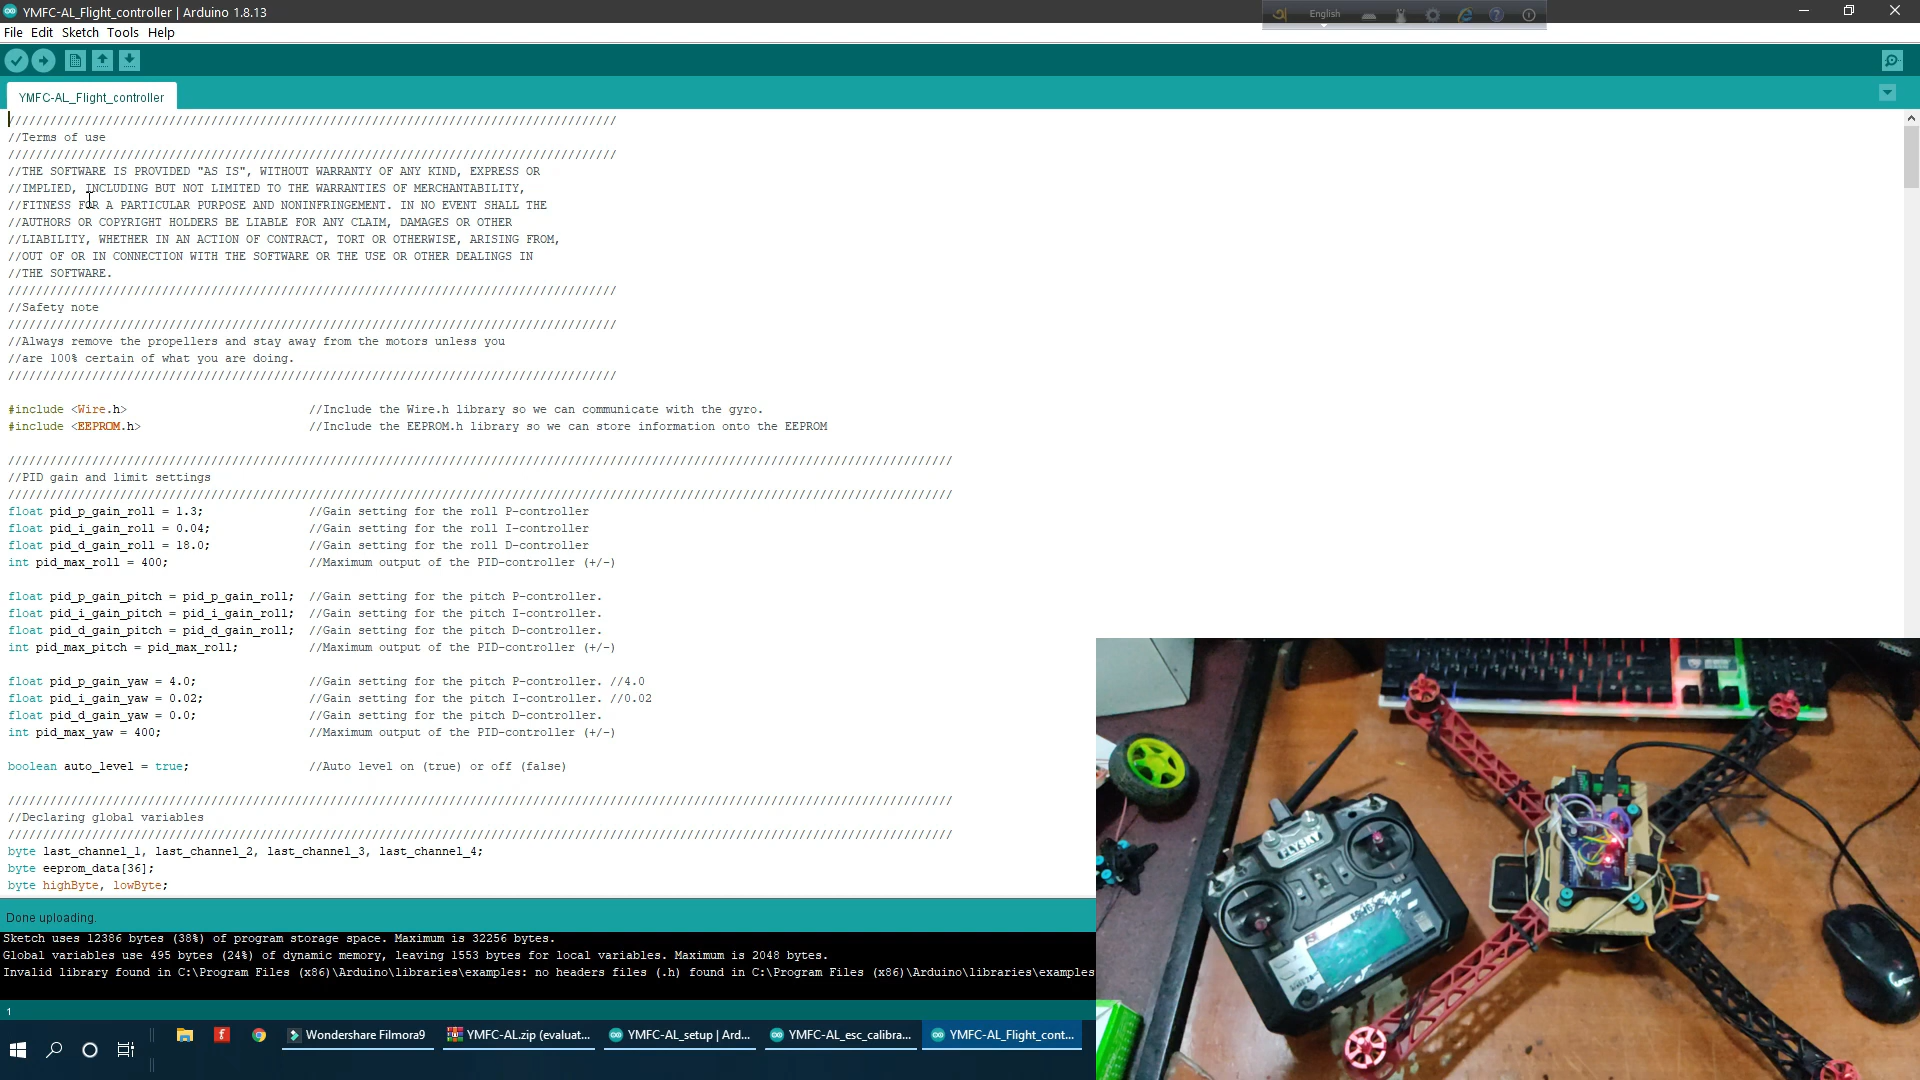 YMFC-AL_Flight_controller | Arduino 1.8.13
English
File Edit Sketch Tools Help
YMFC-AL_Flight_controller
///////////////////////////////////////////////////////////////////////////////////////
//Terms of use
///////////////////////////////////////////////////////////////////////////////////////
//THE SOFTWARE IS PROVIDED "AS IS", WITHOUT WARRANTY OF ANY KIND, EXPRESS OR
//IMPLIED, INCLUDING BUT NOT LIMITED TO THE WARRANTIES OF MERCHANTABILITY,
//FITNESS FOR A PARTICULAR PURPOSE AND NONINFRINGEMENT. IN NO EVENT SHALL THE
//AUTHORS OR COPYRIGHT HOLDERS BE LIABLE FOR ANY CLAIM, DAMAGES OR OTHER
//LIABILITY, WHETHER IN AN ACTION OF CONTRACT, TORT OR OTHERWISE, ARISING FROM,
//OUT OF OR IN CONNECTION WITH THE SOFTWARE OR THE USE OR OTHER DEALINGS IN
//THE SOFTWARE.
///////////////////////////////////////////////////////////////////////////////////////
//Safety note
///////////////////////////////////////////////////////////////////////////////////////
//Always remove the propellers and stay away from the motors unless you
//are 100% certain of what you are doing.
///////////////////////////////////////////////////////////////////////////////////////
#include <Wire.h> //Include the Wire.h library so we can communicate with the gyro.
#include <EEPROM.h> //Include the EEPROM.h library so we can store information onto the EEPROM
///////////////////////////////////////////////////////////////////////////////////////////////////////////////////////////////////////
//PID gain and limit settings
///////////////////////////////////////////////////////////////////////////////////////////////////////////////////////////////////////
float pid_p_gain_roll = 1.3; //Gain setting for the roll P-controller
float pid_i_gain_roll = 0.04; //Gain setting for the roll I-controller
float pid_d_gain_roll = 18.0; //Gain setting for the roll D-controller
int pid_max_roll = 400; //Maximum output of the PID-controller (+/-)
float pid_p_gain_pitch = pid_p_gain_roll; //Gain setting for the pitch P-controller.
float pid_i_gain_pitch = pid_i_gain_roll; //Gain setting for the pitch I-controller.
float pid_d_gain_pitch = pid_d_gain_roll; //Gain setting for the pitch D-controller.
int pid_max_pitch = pid_max_roll; //Maximum output of the PID-controller (+/-)
float pid_p_gain_yaw = 4.0; //Gain setting for the pitch P-controller. //4.0
float pid_i_gain_yaw = 0.02; //Gain setting for the pitch I-controller. //0.02
float pid_d_gain_yaw = 0.0; //Gain setting for the pitch D-controller.
int pid_max_yaw = 400; //Maximum output of the PID-controller (+/-)
boolean auto_level = true; //Auto level on (true) or off (false)
///////////////////////////////////////////////////////////////////////////////////////////////////////////////////////////////////////
//Declaring global variables
///////////////////////////////////////////////////////////////////////////////////////////////////////////////////////////////////////
byte last_channel_1, last_channel_2, last_channel_3, last_channel_4;
byte eeprom_data[36];
byte highByte, lowByte;
FLYSKY
Done uploading.
Sketch uses 12386 bytes (38%) of program storage space. Maximum is 32256 bytes.
Global variables use 495 bytes (24%) of dynamic memory, leaving 1553 bytes for local variables. Maximum is 2048 bytes.
Invalid library found in C:\Program Files (x86)\Arduino\libraries\examples: no headers files (.h) found in C:\Program Files (x86)\Arduino\libraries\examples
1
Wondershare Filmora9
YMFC-AL.zip (evaluat...
YMFC-AL_setup | Ard...
YMFC-AL_esc_calibra...
YMFC-AL_Flight_cont...